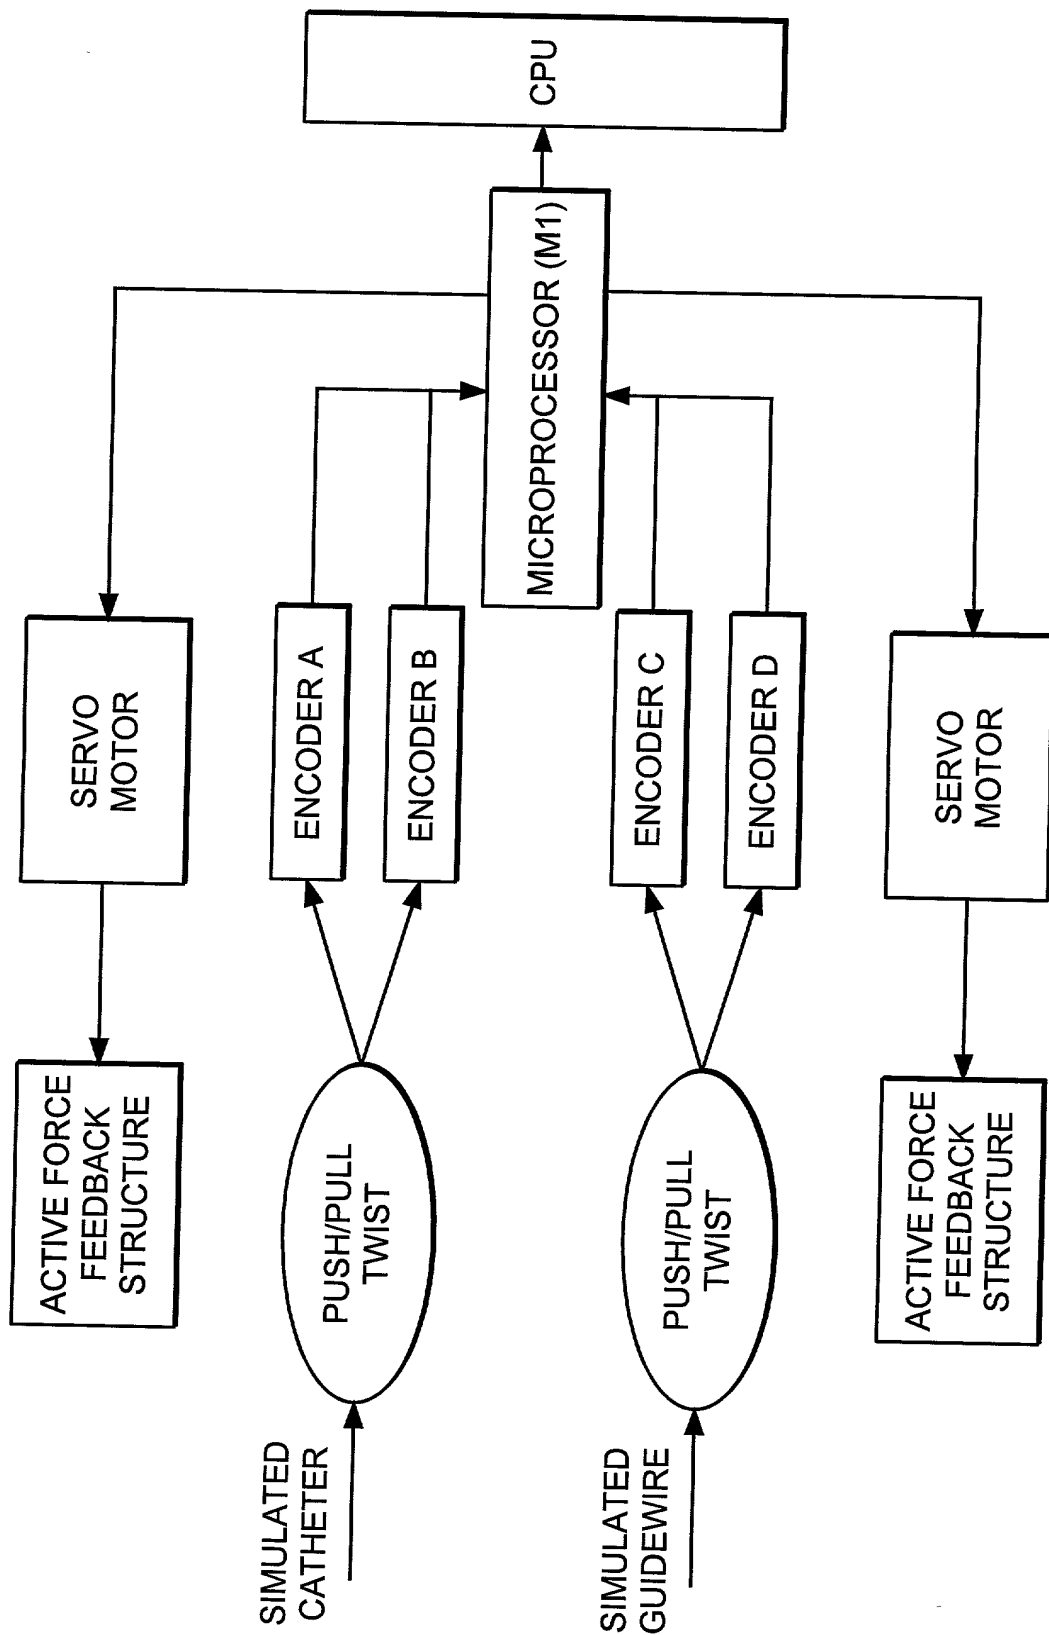 ACTIVE FORCE
FEEDBACK
STRUCTURE
SERVO
MOTOR
SIMULATED
CATHETER
PUSH/PULL
TWIST
ENCODER A
ENCODER B
MICROPROCESSOR (M1)
CPU
SIMULATED
GUIDEWIRE
PUSH/PULL
TWIST
ENCODER C
ENCODER D
ACTIVE FORCE
FEEDBACK
STRUCTURE
SERVO
MOTOR